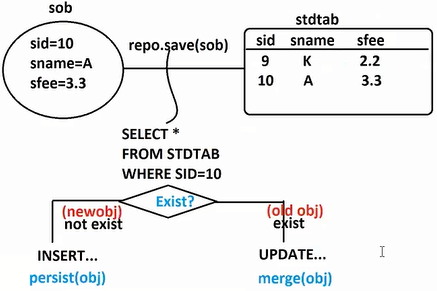 sob
sid=10
sname=A
sfee=3.3
repo.save(sob)
stdtab
sid sname sfee
9 K 2.2
10 A 3.3
SELECT *
FROM STDTAB
WHERE SID=10
Exist?
(newobj)
not exist
(old obj)
exist
INSERT...
persist(obj)
UPDATE...
merge(obj)